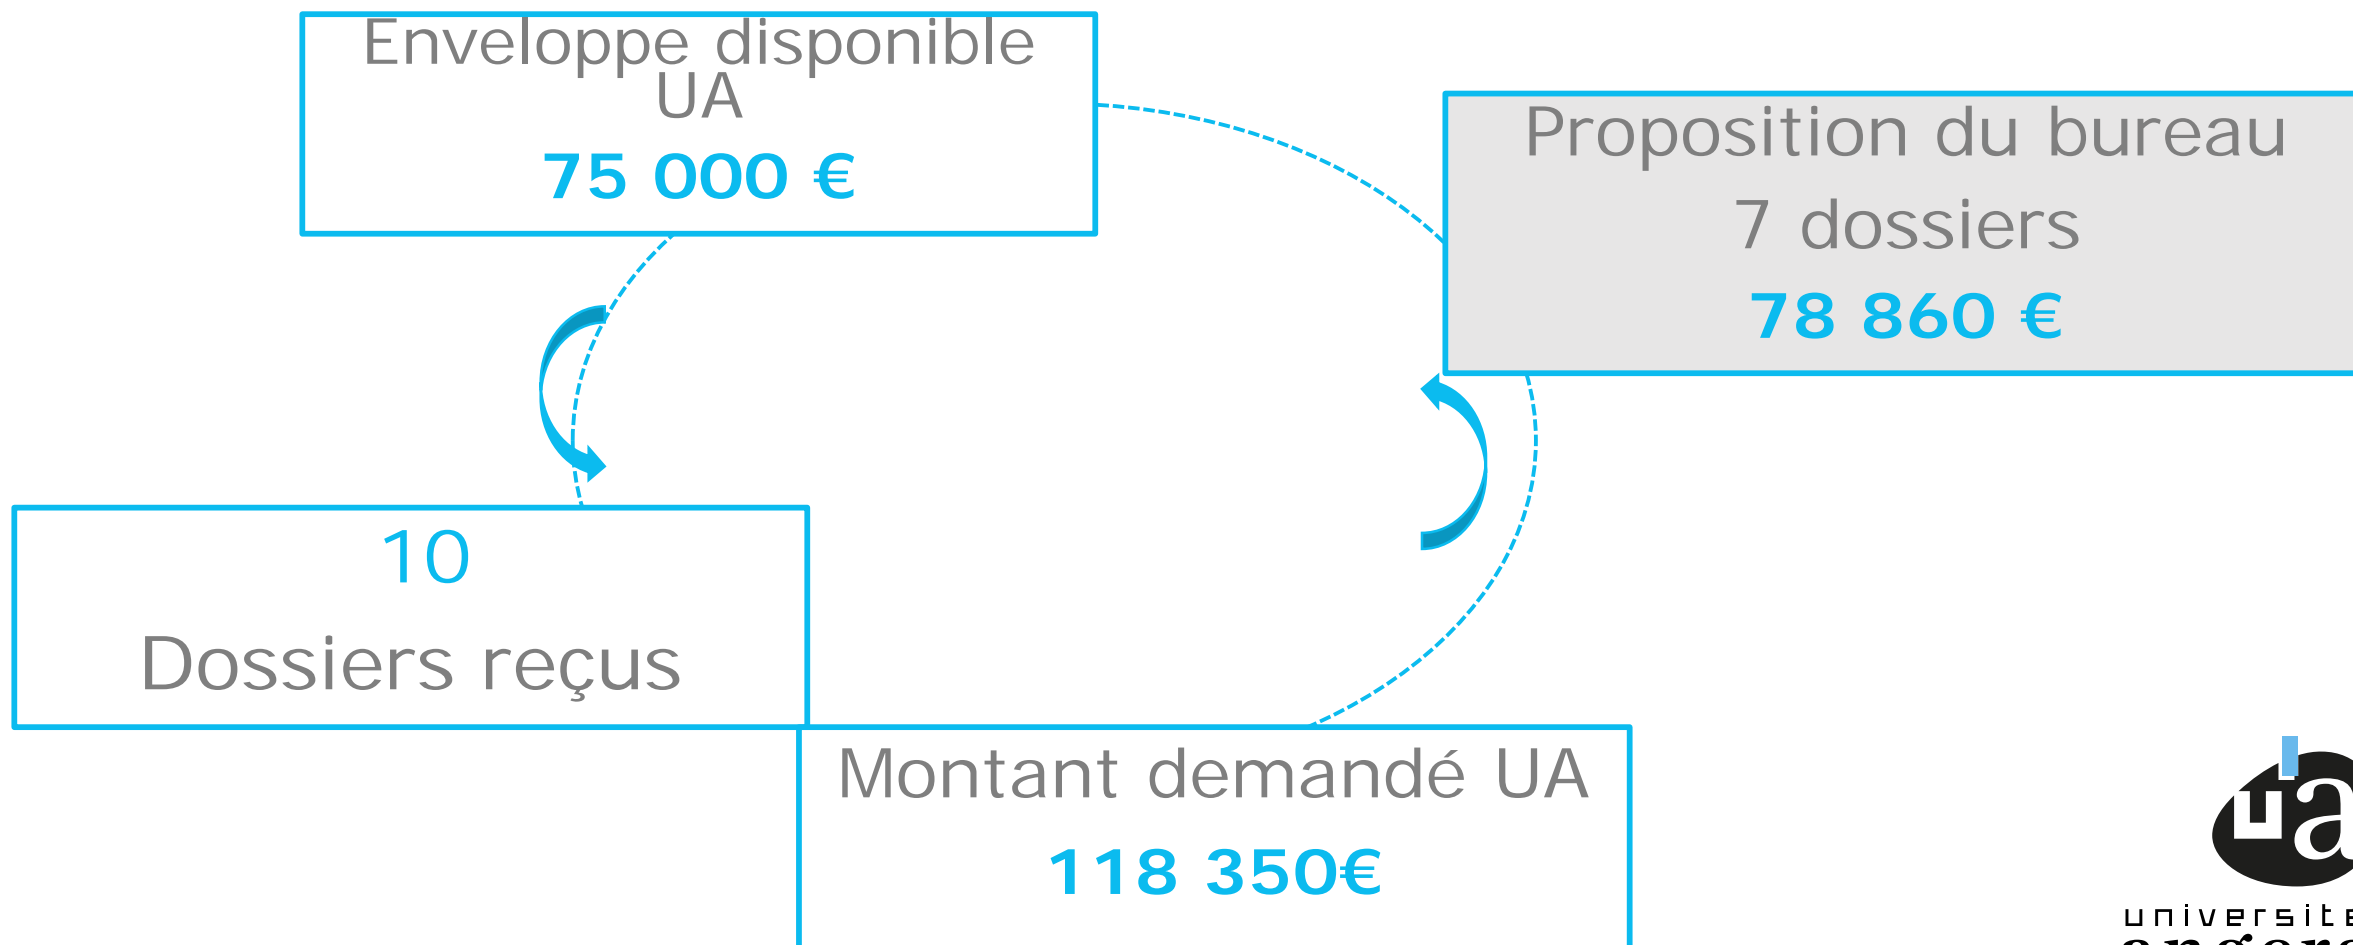 Enveloppe disponible
UA
75 000 €
Proposition du bureau
7 dossiers
78 860 €
10
Dossiers reçus
Montant demandé UA
118 350€
ua